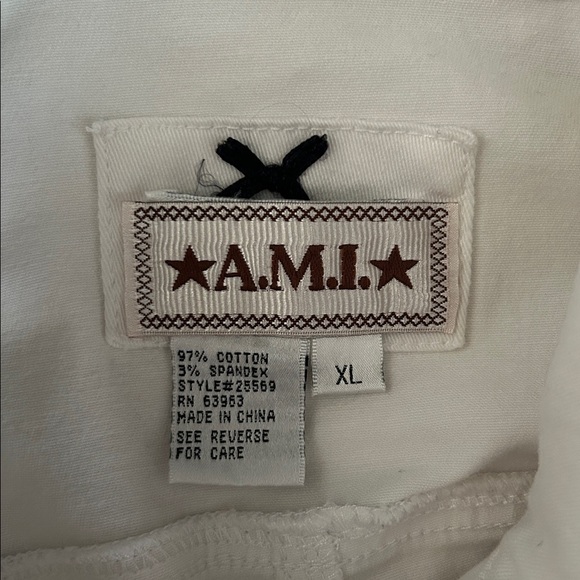 ★A.M.I.★
97% COTTON
3% SPANDEX
STYLE#25569
RN 63963
MADE IN CHINA
SEE REVERSE
FOR CARE
XL